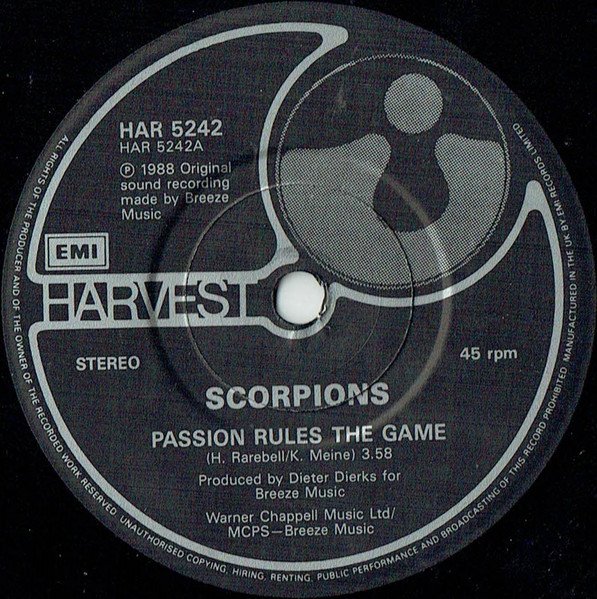 HAR 5242
HAR 5242A
Ⓟ 1988 Original
sound recording
made by Breeze
Music
EMI
HARVEST
STEREO
45 rpm
SCORPIONS
PASSION RULES THE GAME
(H. Rarebell/K. Meine) 3.58
Produced by Dieter Dierks for
Breeze Music
Warner Chappell Music Ltd/
MCPS—Breeze Music
ALL RIGHTS OF THE PRODUCER AND OF THE OWNER OF THE RECORDED WORK RESERVED. UNAUTHORISED COPYING, HIRING, RENTING, PUBLIC PERFORMANCE AND BROADCASTING OF THIS RECORD PROHIBITED. MANUFACTURED IN THE UK BY EMI RECORDS LIMITED